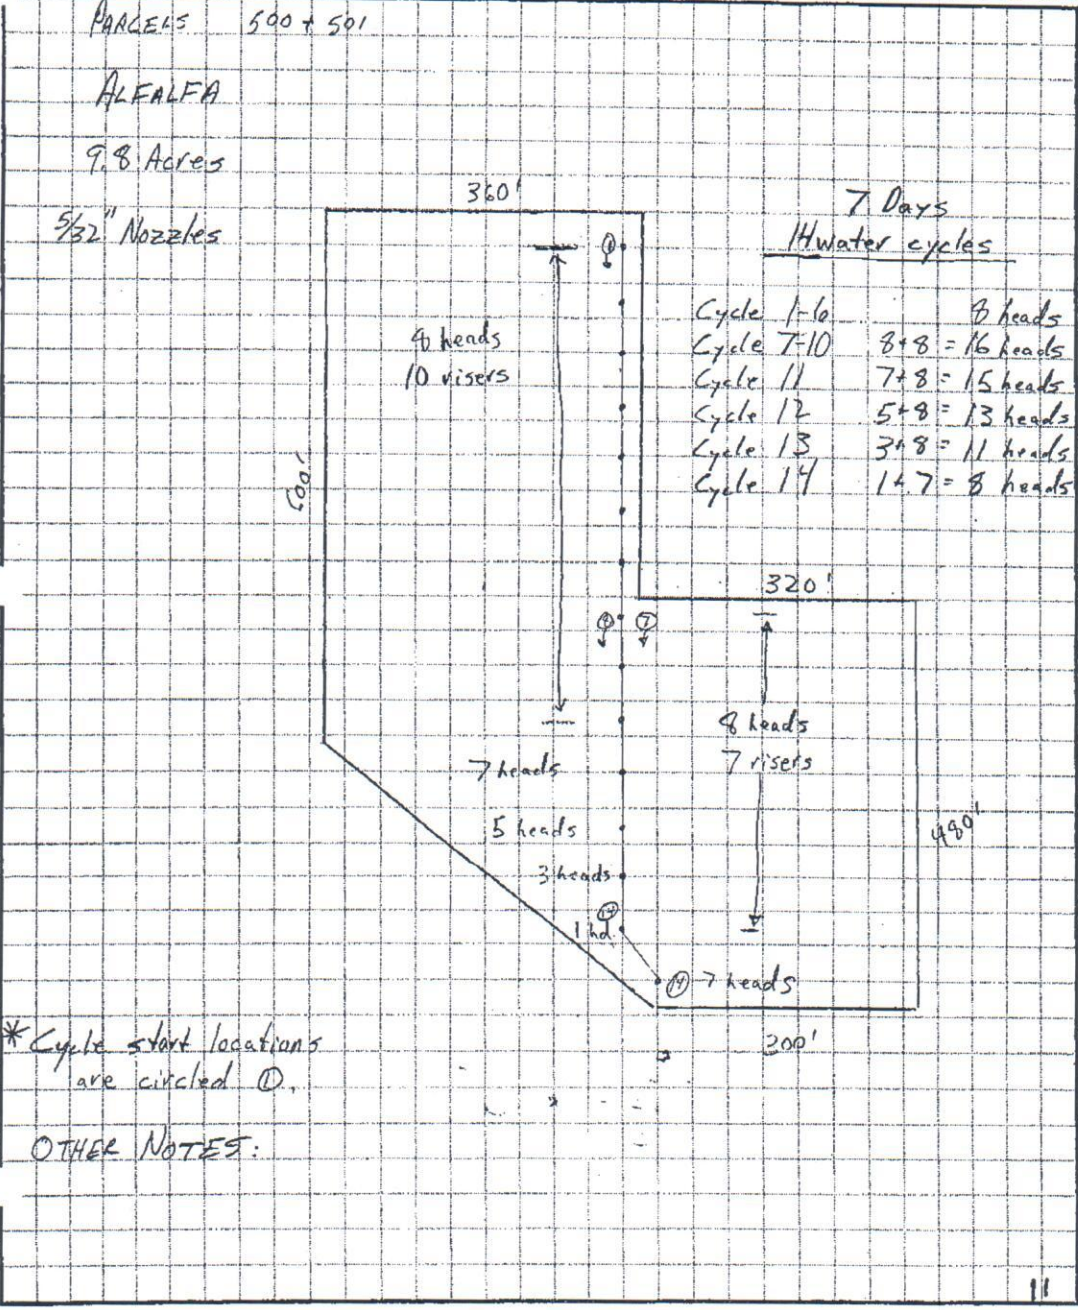 PARCELS 500 + 501
ALFALFA
9.8 Acres
5/32" Nozzles
360'
7 Days
14 water cycles
①
Cycle 1-6 8 heads
Cycle 7-10 8+8 = 16 heads
Cycle 11 7+8 = 15 heads
Cycle 12 5+8 = 13 heads
Cycle 13 3+8 = 11 heads
Cycle 14 1+7 = 8 heads
8 heads
10 risers
600'
320'
⑦
8 heads
7 risers
7 heads
5 heads
480'
3 heads
1 hd.
⑭ 7 heads
300'
* Cycle start locations
are circled ①.
OTHER NOTES:
11